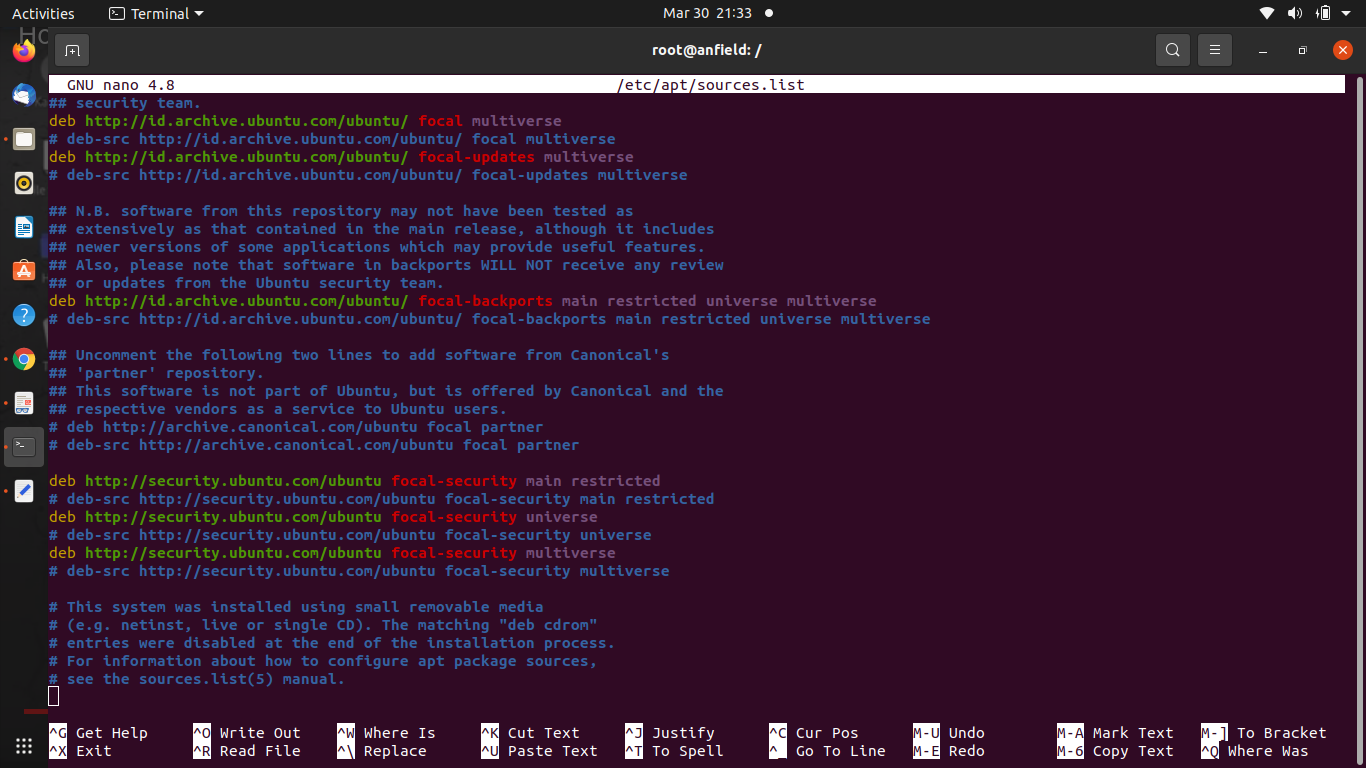 Activities
Terminal
Mar 30 21:33
Ho
root@anfield: /
GNU nano 4.8 /etc/apt/sources.list
## security team.
deb http://id.archive.ubuntu.com/ubuntu/ focal multiverse
# deb-src http://id.archive.ubuntu.com/ubuntu/ focal multiverse
deb http://id.archive.ubuntu.com/ubuntu/ focal-updates multiverse
# deb-src http://id.archive.ubuntu.com/ubuntu/ focal-updates multiverse
## N.B. software from this repository may not have been tested as
## extensively as that contained in the main release, although it includes
## newer versions of some applications which may provide useful features.
## Also, please note that software in backports WILL NOT receive any review
## or updates from the Ubuntu security team.
deb http://id.archive.ubuntu.com/ubuntu/ focal-backports main restricted universe multiverse
# deb-src http://id.archive.ubuntu.com/ubuntu/ focal-backports main restricted universe multiverse
## Uncomment the following two lines to add software from Canonical's
## 'partner' repository.
## This software is not part of Ubuntu, but is offered by Canonical and the
## respective vendors as a service to Ubuntu users.
# deb http://archive.canonical.com/ubuntu focal partner
# deb-src http://archive.canonical.com/ubuntu focal partner
deb http://security.ubuntu.com/ubuntu focal-security main restricted
# deb-src http://security.ubuntu.com/ubuntu focal-security main restricted
deb http://security.ubuntu.com/ubuntu focal-security universe
# deb-src http://security.ubuntu.com/ubuntu focal-security universe
deb http://security.ubuntu.com/ubuntu focal-security multiverse
# deb-src http://security.ubuntu.com/ubuntu focal-security multiverse
# This system was installed using small removable media
# (e.g. netinst, live or single CD). The matching "deb cdrom"
# entries were disabled at the end of the installation process.
# For information about how to configure apt package sources,
# see the sources.list(5) manual.
^G Get Help ^O Write Out ^W Where Is ^K Cut Text ^J Justify ^C Cur Pos M-U Undo M-A Mark Text M-] To Bracket
^X Exit ^R Read File ^\ Replace ^U Paste Text ^T To Spell ^_ Go To Line M-E Redo M-6 Copy Text ^Q Where Was